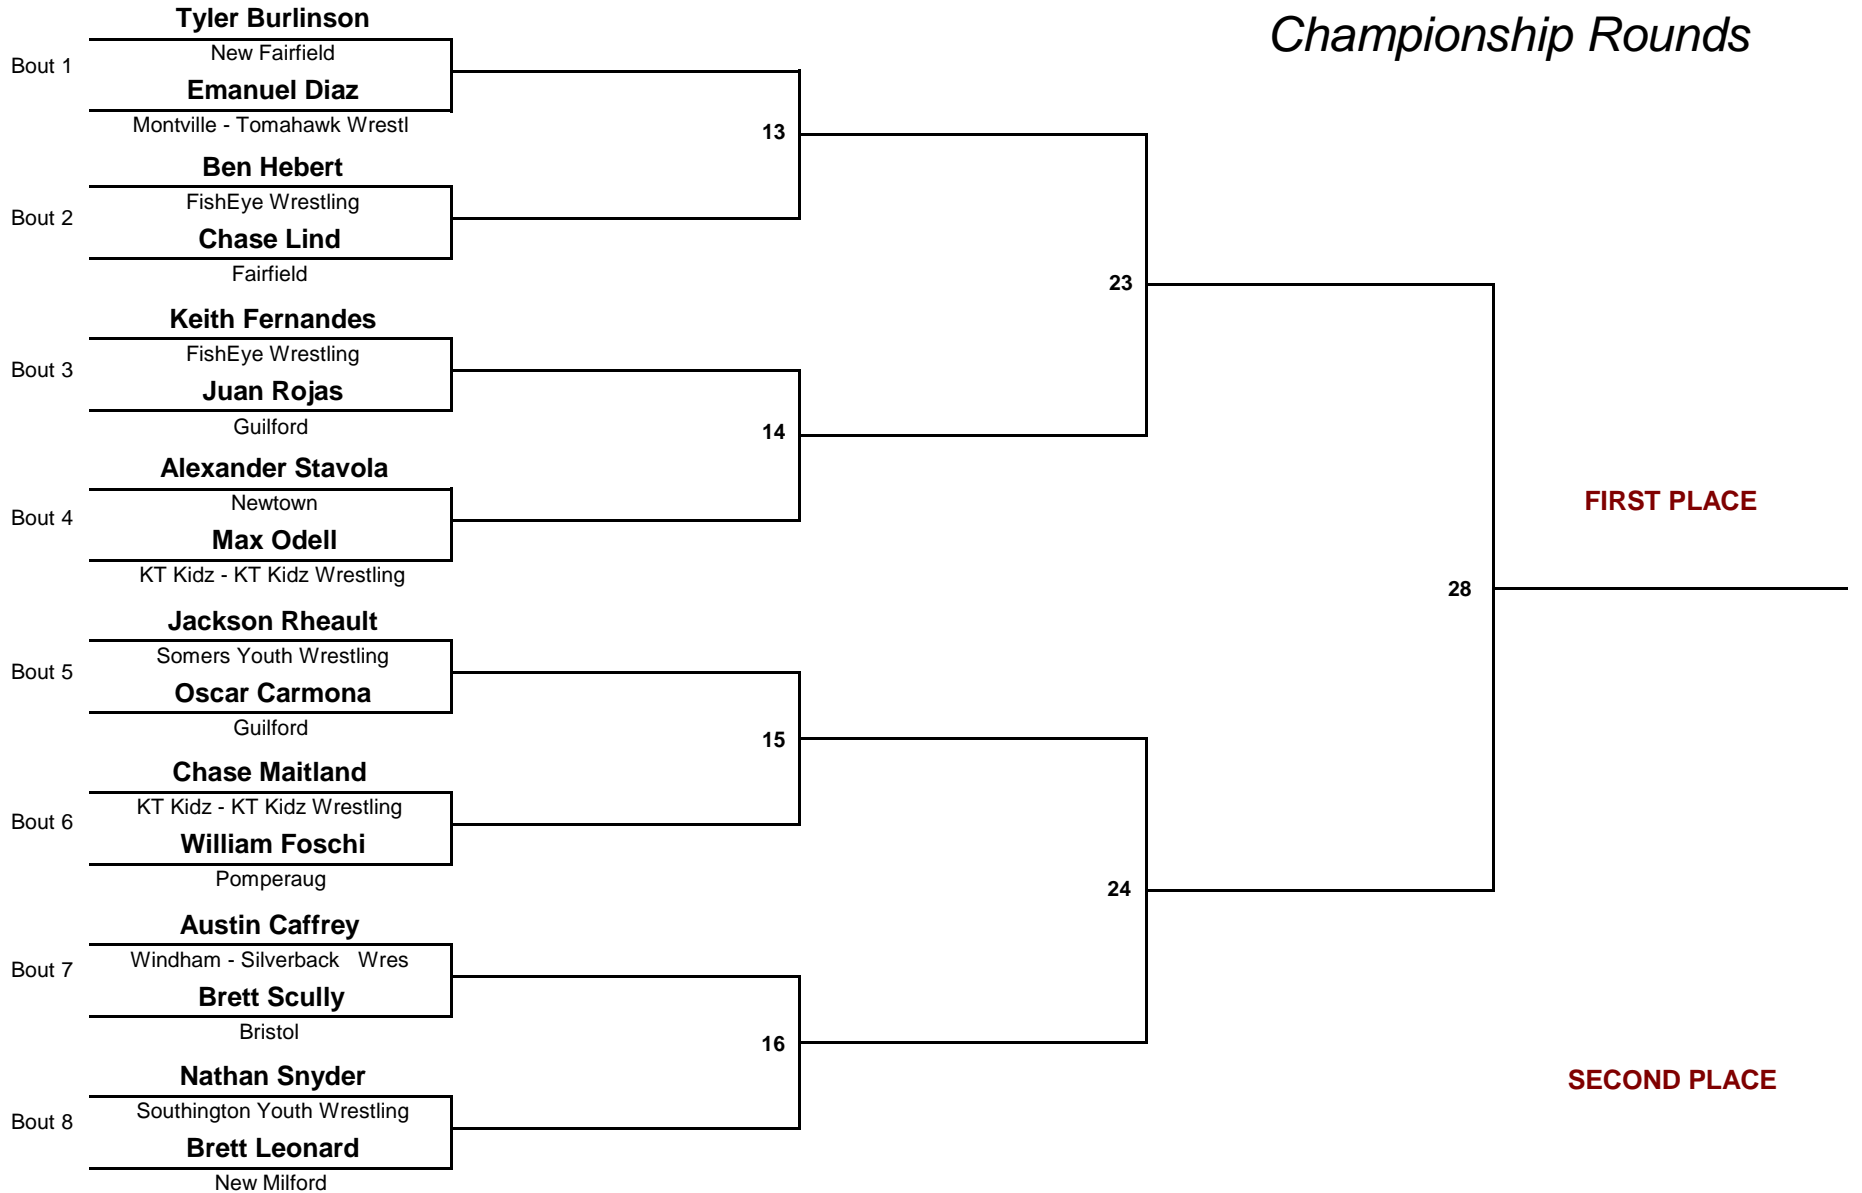 Championship Rounds
Tyler Burlinson
Bout 1
New Fairfield
Emanuel Diaz
Montville - Tomahawk Wrestl
13
Ben Hebert
Bout 2
FishEye Wrestling
Chase Lind
Fairfield
23
Keith Fernandes
Bout 3
FishEye Wrestling
Juan Rojas
Guilford
14
Alexander Stavola
Bout 4
Newtown
Max Odell
KT Kidz - KT Kidz Wrestling
FIRST PLACE
28
Jackson Rheault
Bout 5
Somers Youth Wrestling
Oscar Carmona
Guilford
15
Chase Maitland
Bout 6
KT Kidz - KT Kidz Wrestling
William Foschi
Pomperaug
24
Austin Caffrey
Bout 7
Windham - Silverback Wres
Brett Scully
Bristol
16
Nathan Snyder
Bout 8
Southington Youth Wrestling
Brett Leonard
New Milford
SECOND PLACE